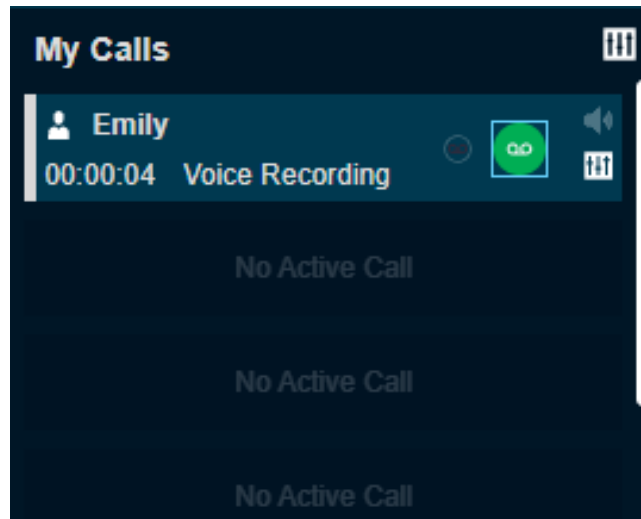 My Calls
Emily
00:00:04 Voice Recording
No Active Call
No Active Call
No Active Call